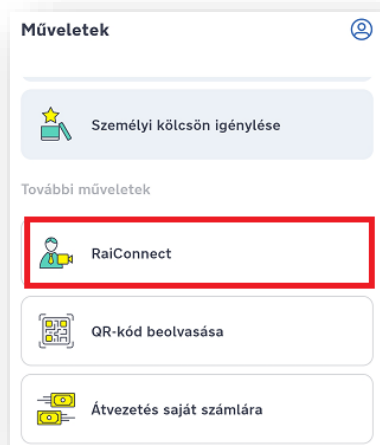 Műveletek
Személyi kölcsön igénylése
További műveletek
RaiConnect
QR-kód beolvasása
Átvezetés saját számlára